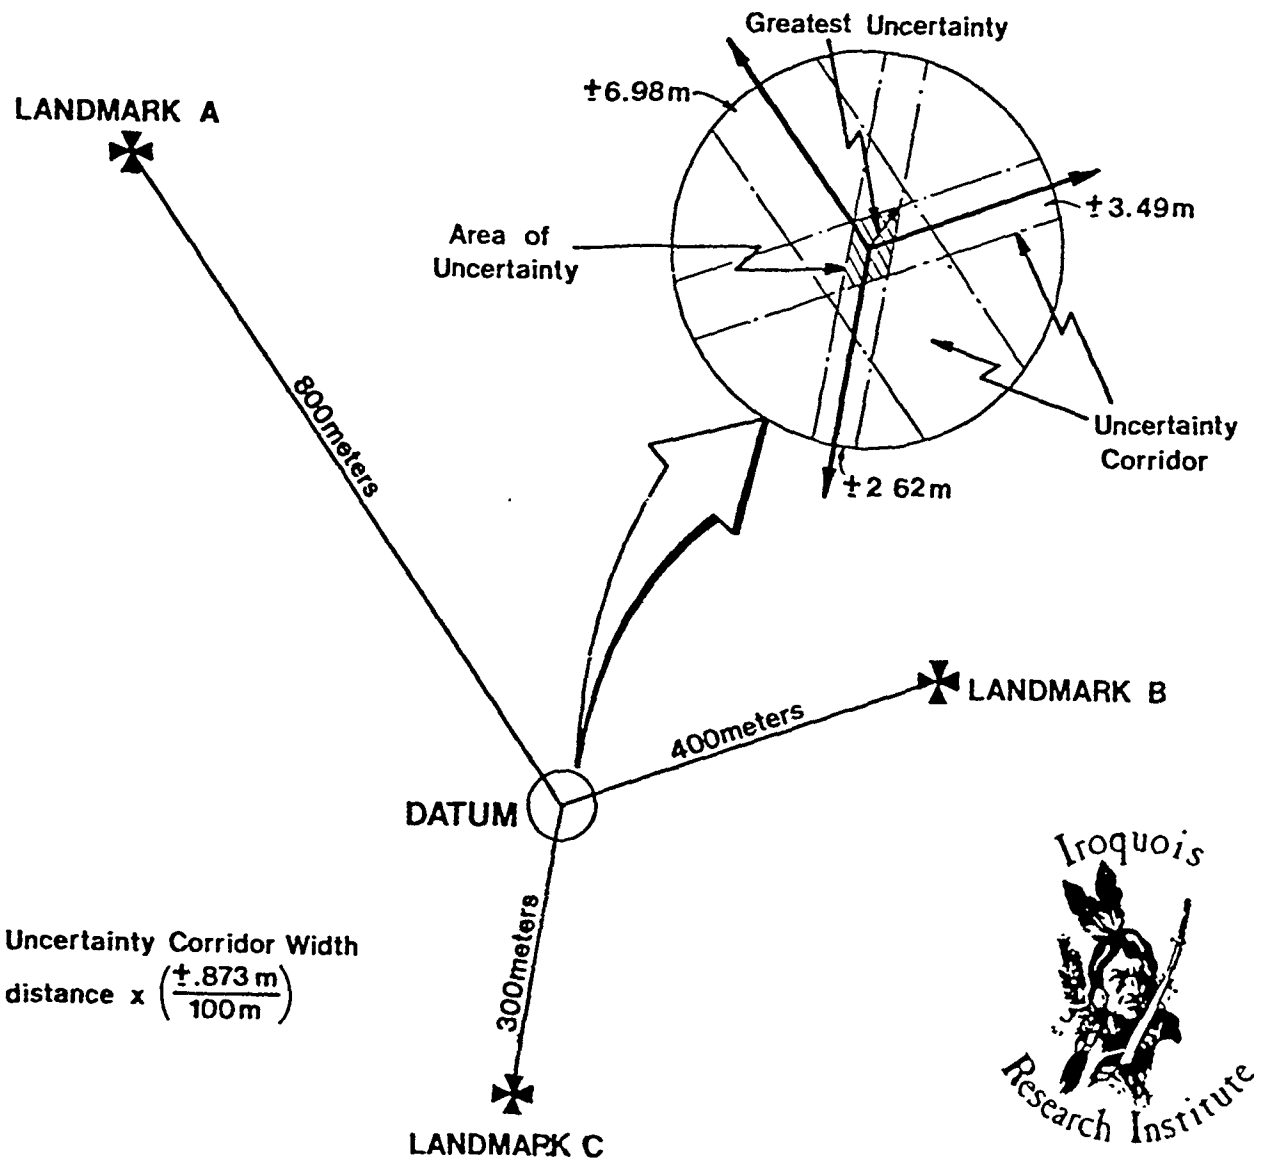 Greatest Uncertainty
±6.98m
LANDMARK A
±3.49m
Area of
Uncertainty
800meters
Uncertainty
Corridor
±2 62m
LANDMARK B
400meters
DATUM
Iroquois
300meters
Uncertainty Corridor Width
distance x (±.873 m
100m)
Research Institute
LANDMARK C